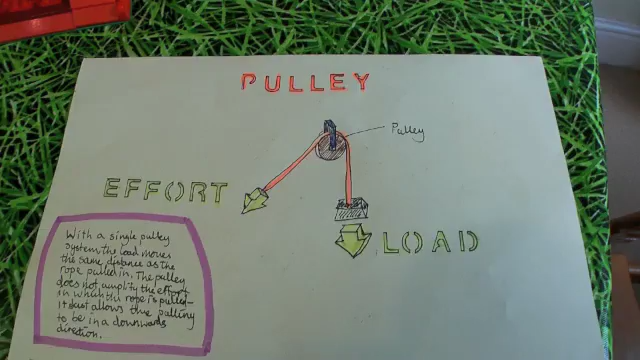 PULLEY
Pulley
EFFORT
LOAD
With a single pulley
system the load moves
the same distance as the
rope pulled in. The pulley
does not amplify the effort
in which the rope is pulled-
it just allows the pulling
to be in a downwards
direction.